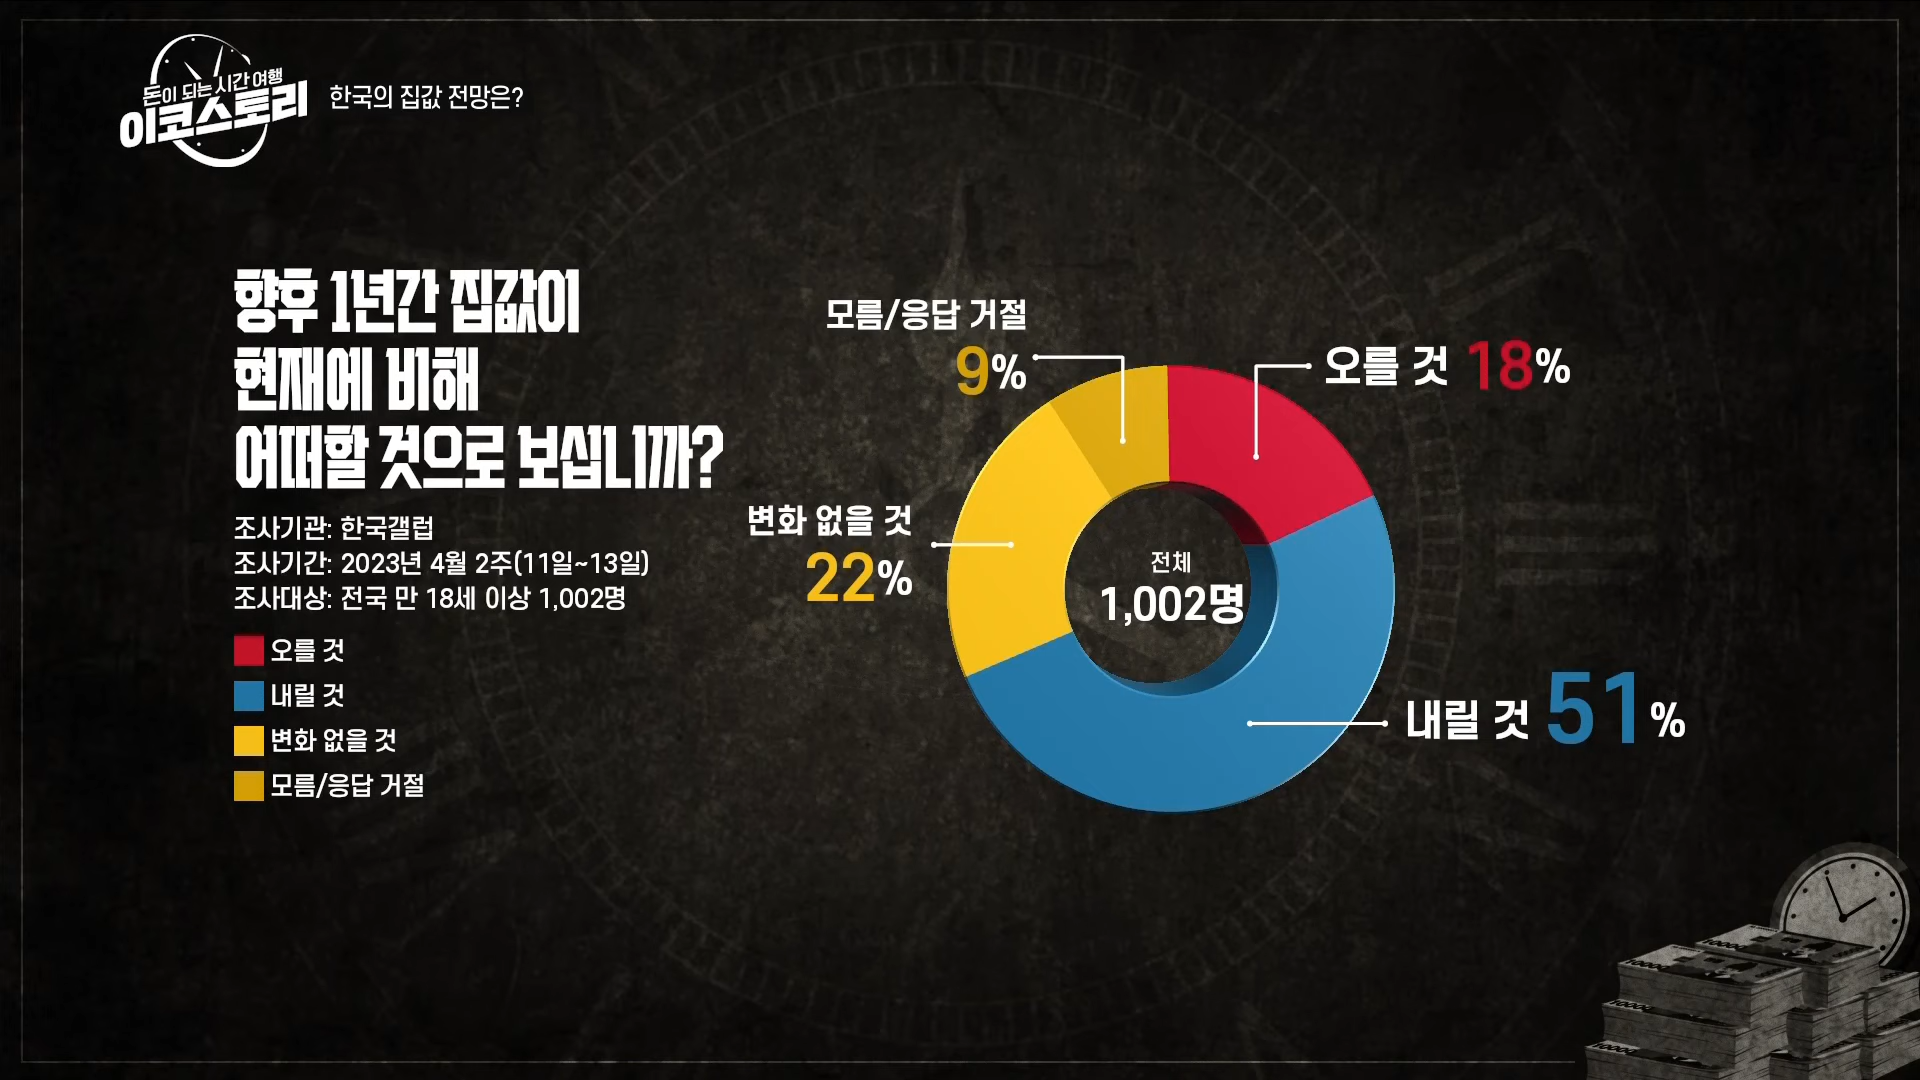 돈이 되는 시간 여행
이코스토리
한국의 집값 전망은?
향후 1년간 집값이
현재에 비해
어떠할 것으로 보십니까?
조사기관: 한국갤럽
조사기간: 2023년 4월 2주(11일~13일)
조사대상: 전국 만 18세 이상 1,002명
오를 것
내릴 것
변화 없을 것
모름/응답 거절
모름/응답 거절
9%
오를 것 18%
변화 없을 것
22%
전체
1,002명
내릴 것 51%
10000
10000
10000
10000